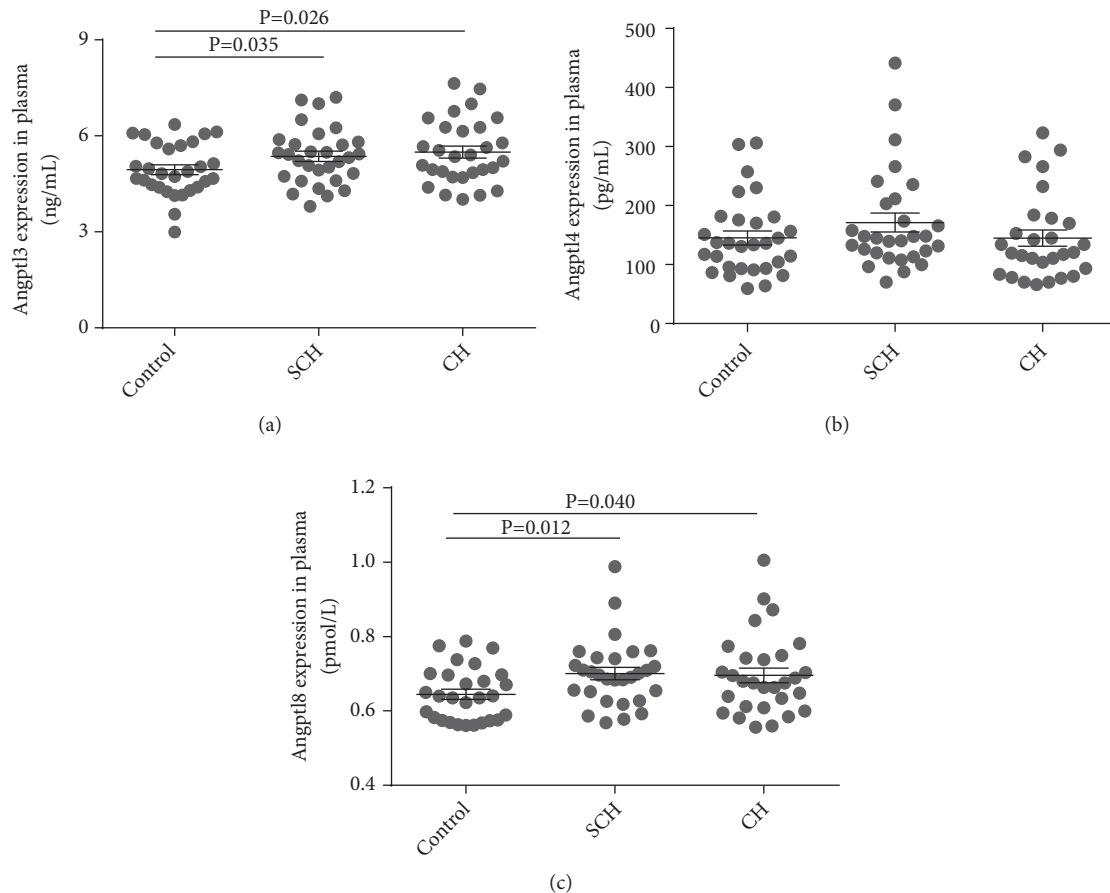 P=0.026
P=0.035
9
6
3
0
Angptl3 expression in plasma
(ng/mL)
Control
SCH
CH
(a)
500
400
300
200
100
0
Angptl4 expression in plasma
(pg/mL)
Control
SCH
CH
(b)
P=0.040
P=0.012
1.2
1.0
0.8
0.6
0.4
Angptl8 expression in plasma
(pmol/L)
Control
SCH
CH
(c)